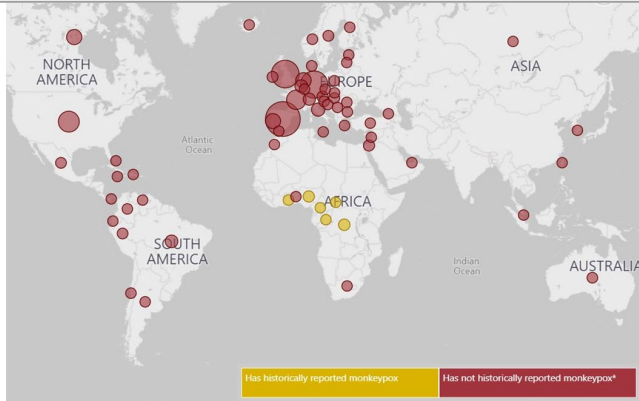 NORTH
AMERICA
EUROPE
ASIA
Atlantic
Ocean
AFRICA
SOUTH
AMERICA
Indian
Ocean
AUSTRALIA
Has historically reported monkeypox
Has not historically reported monkeypox*